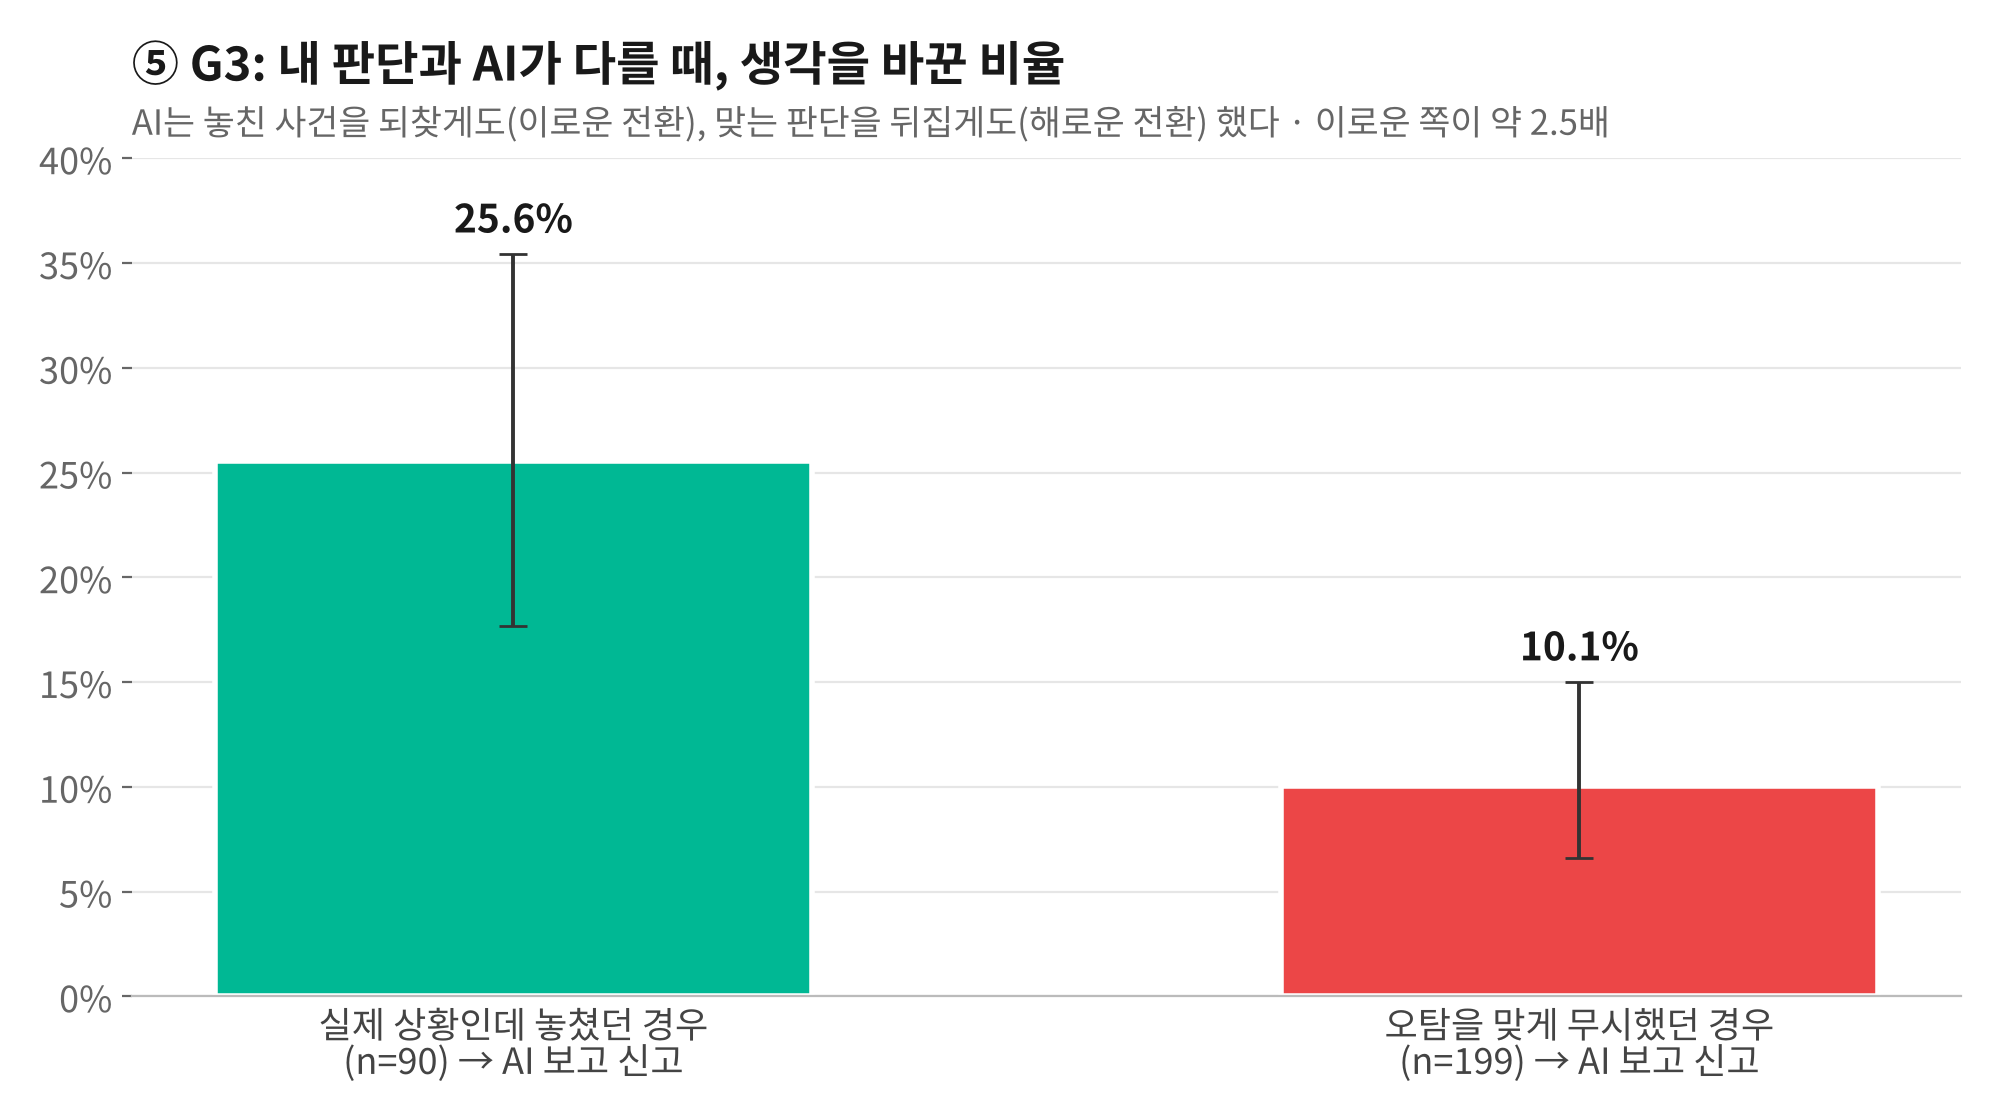 ⑤ G3: 내 판단과 AI가 다를 때, 생각을 바꾼 비율
AI는 놓친 사건을 되찾게도(이로운 전환), 맞는 판단을 뒤집게도(해로운 전환) 했다 · 이로운 쪽이 약 2.5배
40%
35%
30%
25%
20%
15%
10%
5%
0%
25.6%
10.1%
실제 상황인데 놓쳤던 경우
(n=90) → AI 보고 신고
오탐을 맞게 무시했던 경우
(n=199) → AI 보고 신고